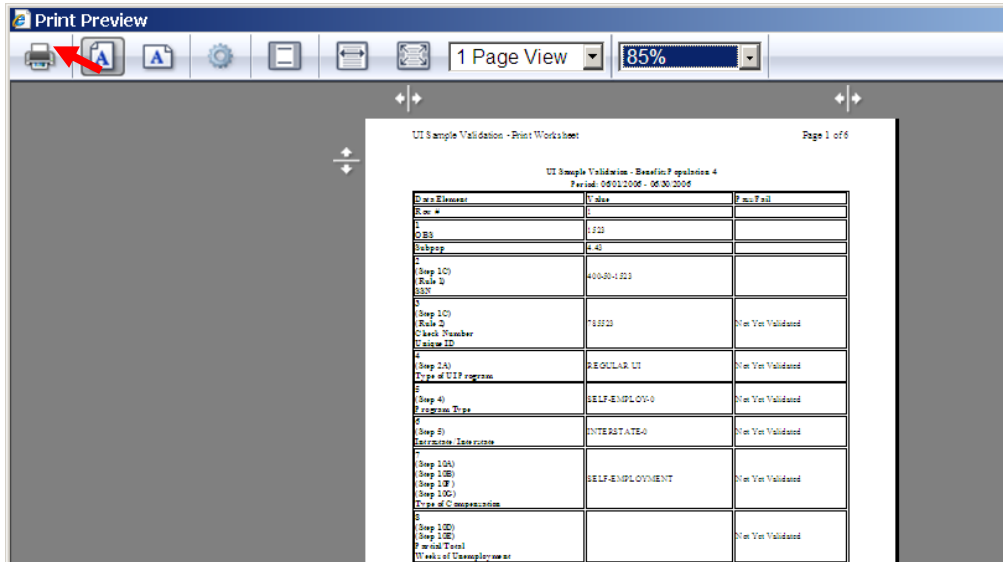 Print Preview
A A 1 Page View 85%
UI Sample Validation - Print Worksheet Page 1 of 6
UI Sample Validation - Benefits Population 4
Period: 06/01/2006 - 06/30/2006
Data Element Value Pass/Fail
Row # 1
1
OBS
1523
Subpop 4.43
2
(Step 1C)
(Rule 1)
SSN
400-50-1523
3
(Step 1C)
(Rule 2)
Check Number
Unique ID
785523
Not Yet Validated
4
(Step 2A)
Type of UI Program
REGULAR UI
Not Yet Validated
5
(Step 4)
Program Type
SELF-EMPLOY-0
Not Yet Validated
6
(Step 5)
Intrastate/Interstate
INTERSTATE-0
Not Yet Validated
7
(Step 10A)
(Step 10B)
(Step 10F)
(Step 10G)
Type of Compensation
SELF-EMPLOYMENT
Not Yet Validated
8
(Step 10D)
(Step 10E)
Partial/Total
Weeks of Unemployment
Not Yet Validated